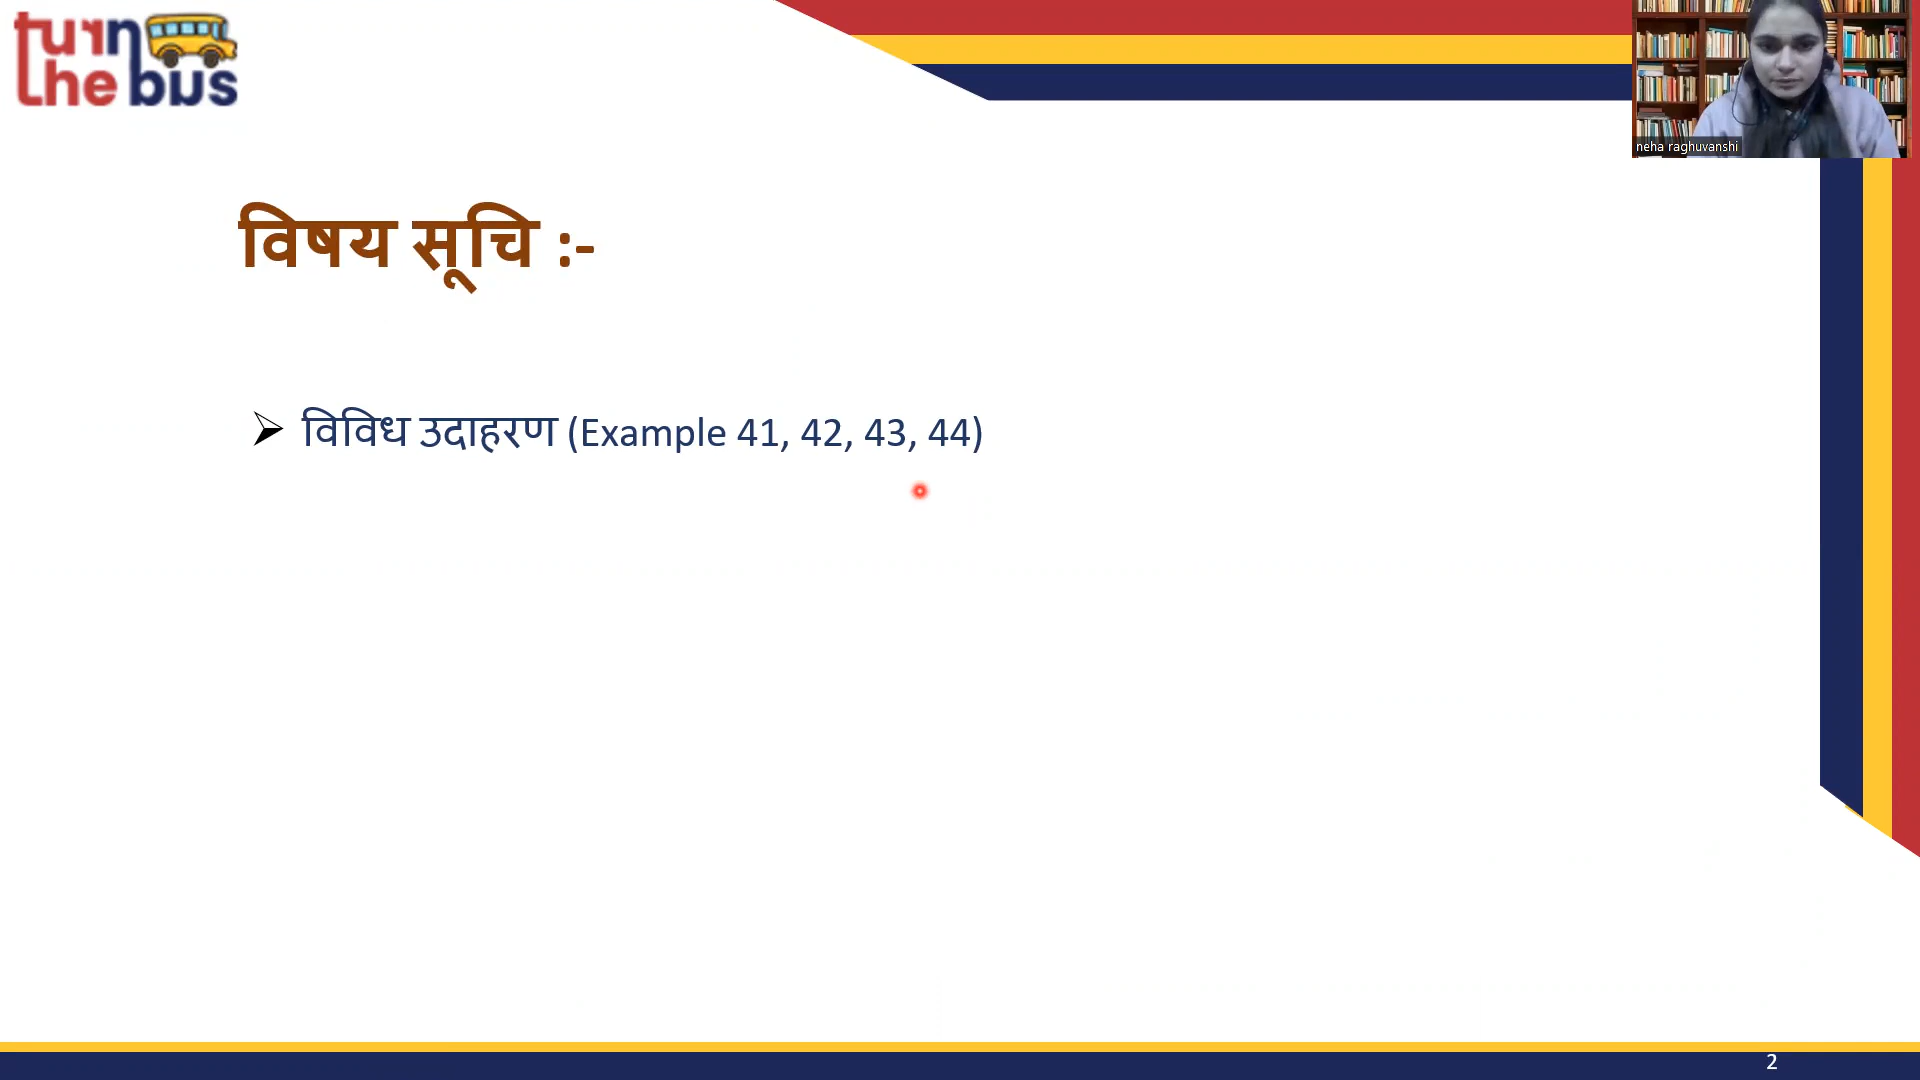 turn
the bus
neha raghuvanshi
विषय सूचि :-
विविध उदाहरण (Example 41, 42, 43, 44)
2